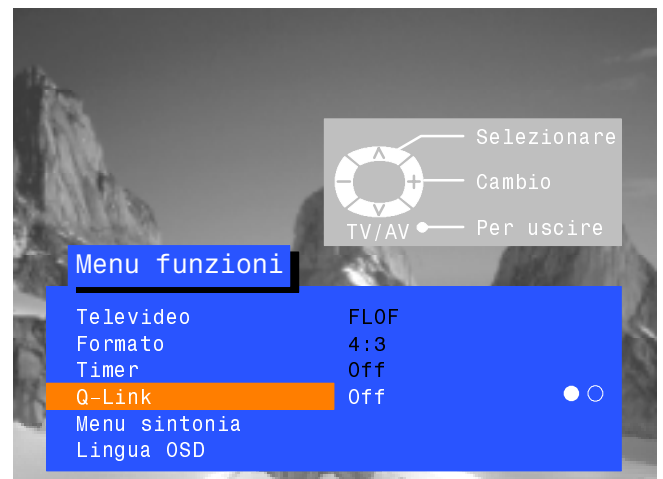 Selezionare
Cambio
TV/AV Per uscire
Menu funzioni
Televideo FLOF
Formato 4:3
Timer Off
Q-Link Off
Menu sintonia
Lingua OSD